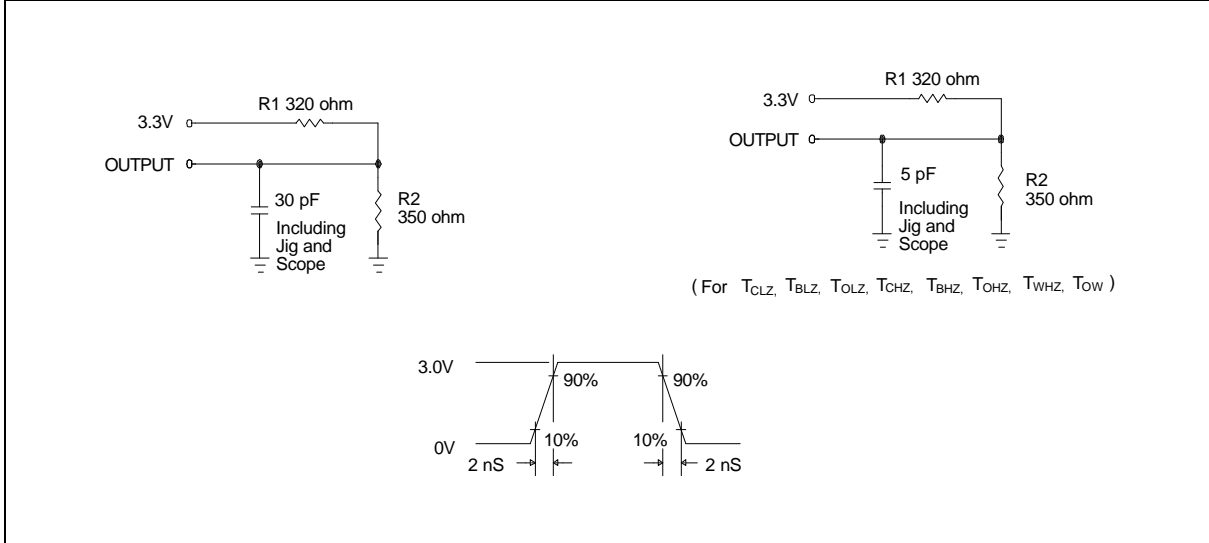 R1 320 ohm
3.3V
OUTPUT
30 pF
Including
Jig and
Scope
R2
350 ohm
R1 320 ohm
3.3V
OUTPUT
5 pF
Including
Jig and
Scope
R2
350 ohm
( For TCLZ, TBLZ, TOLZ, TCHZ, TBHZ, TOHZ, TWHZ, TOW )
3.0V
90%
90%
0V
10%
10%
2 nS
2 nS